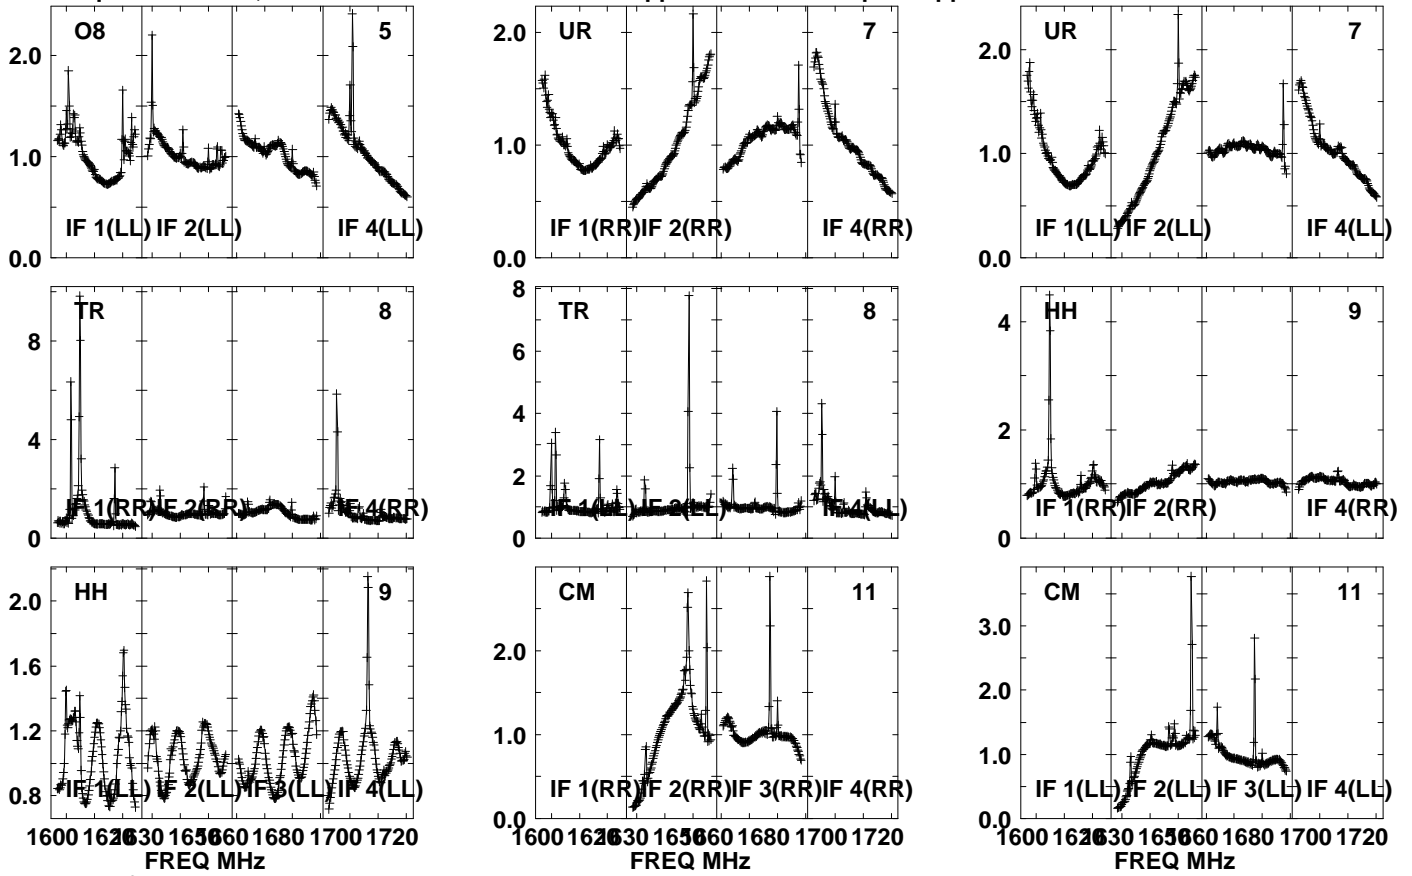 O8 5 UR 7 UR 7
2.0 2.0 2.0
1.0 1.0 1.0
IF 1(LL) IF 2(LL) IF 4(LL) IF 1(RR) IF 2(RR) IF 4(RR) IF 1(LL) IF 2(LL) IF 4(LL)
0.0 0.0 0.0
TR 8 TR 8 HH 9
8 4 0
8 6 4 2 0
4 2 0
IF 1(RR) IF 2(RR) IF 4(RR) IF 1(LL) IF 2(LL) IF 4(LL) IF 1(RR) IF 2(RR) IF 4(RR)
HH 9 CM 11 CM 11
2.0 1.6 1.2 0.8
2.0 1.0 0.0
3.0 2.0 1.0 0.0
IF 1(LL) IF 2(LL) IF 3(LL) IF 4(LL) IF 1(RR) IF 2(RR) IF 3(RR) IF 4(RR) IF 1(LL) IF 2(LL) IF 3(LL) IF 4(LL)
1600 1620 1630 1650 1660 1680 1700 1720 1600 1620 1630 1650 1660 1680 1700 1720 1600 1620 1630 1650 1660 1680 1700 1720
FREQ MHz FREQ MHz